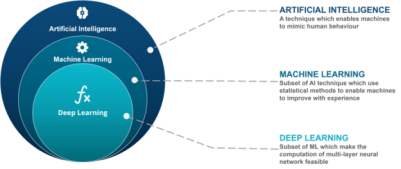 Artificial Intelligence
Machine Learning
fx
Deep Learning
ARTIFICIAL INTELLIGENCE
A technique which enables machines
to mimic human behaviour
MACHINE LEARNING
Subset of AI technique which use
statistical methods to enable machines
to improve with experience
DEEP LEARNING
Subset of ML which make the
computation of multi-layer neural
network feasible